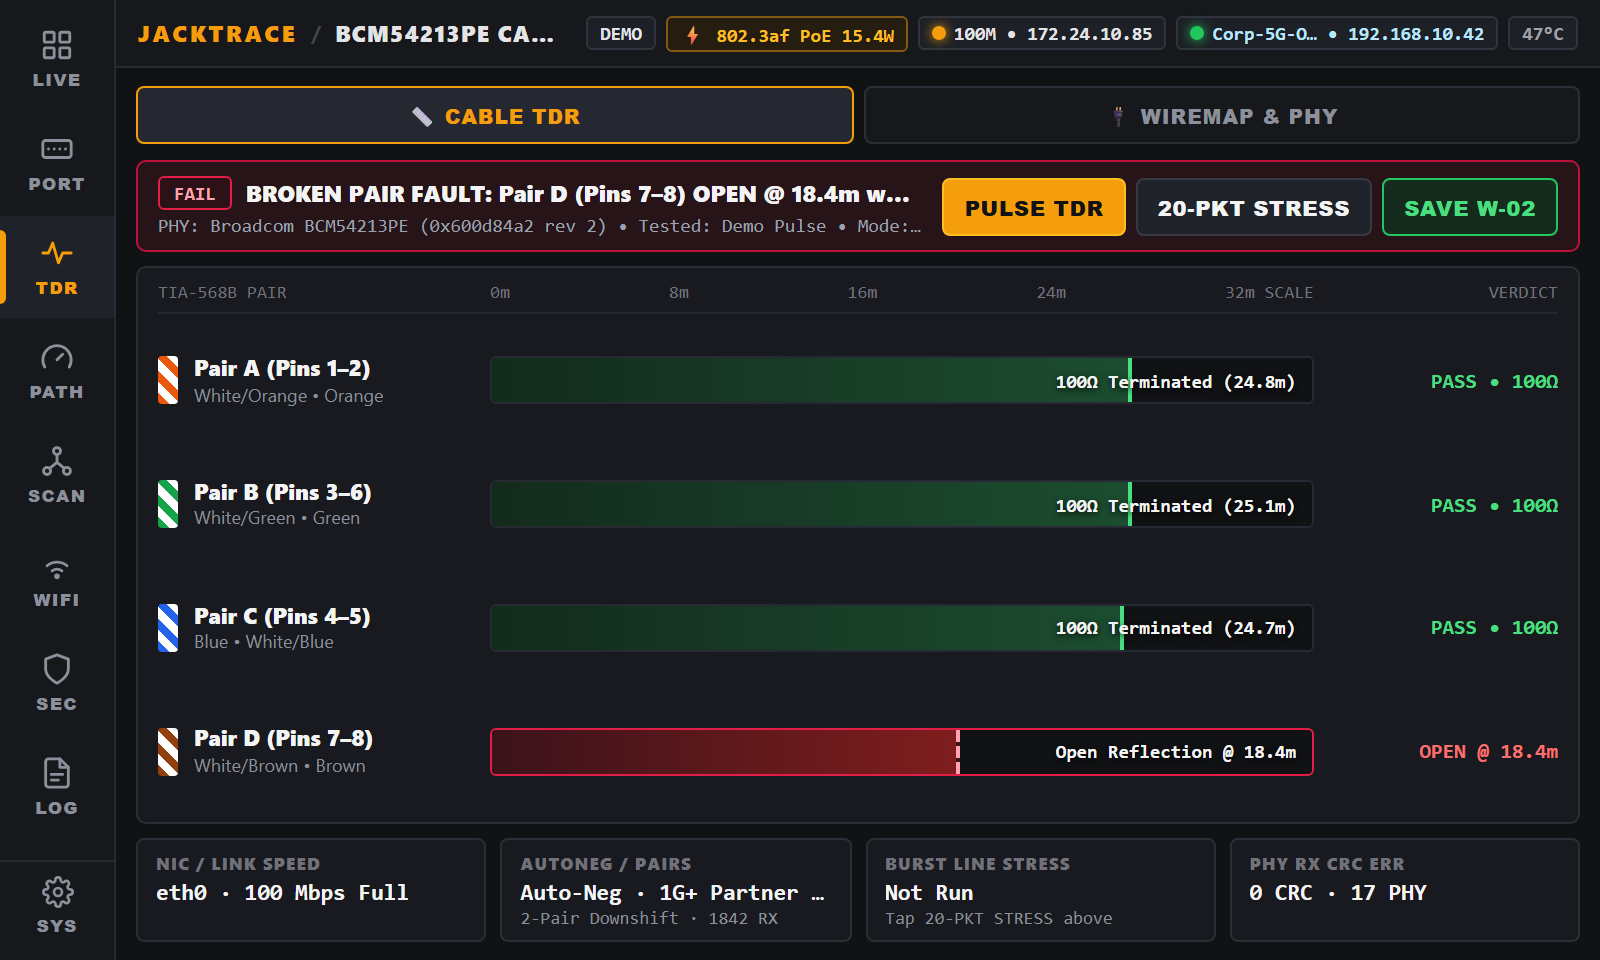 JACKTRACE / BCM54213PE CA...
DEMO
802.3af PoE 15.4W
100M • 172.24.10.85
Corp-5G-O… • 192.168.10.42
47°C
LIVE
PORT
TDR
PATH
SCAN
WIFI
SEC
LOG
SYS
CABLE TDR
WIREMAP & PHY
FAIL BROKEN PAIR FAULT: Pair D (Pins 7–8) OPEN @ 18.4m w...
PHY: Broadcom BCM54213PE (0x600d84a2 rev 2) • Tested: Demo Pulse • Mode:…
PULSE TDR
20-PKT STRESS
SAVE W-02
TIA-568B PAIR 0m 8m 16m 24m 32m SCALE VERDICT
Pair A (Pins 1–2)
White/Orange • Orange
100Ω Terminated (24.8m)
PASS • 100Ω
Pair B (Pins 3–6)
White/Green • Green
100Ω Terminated (25.1m)
PASS • 100Ω
Pair C (Pins 4–5)
Blue • White/Blue
100Ω Terminated (24.7m)
PASS • 100Ω
Pair D (Pins 7–8)
White/Brown • Brown
Open Reflection @ 18.4m
OPEN @ 18.4m
NIC / LINK SPEED
eth0 · 100 Mbps Full
AUTONEG / PAIRS
Auto-Neg · 1G+ Partner …
2-Pair Downshift · 1842 RX
BURST LINE STRESS
Not Run
Tap 20-PKT STRESS above
PHY RX CRC ERR
0 CRC · 17 PHY